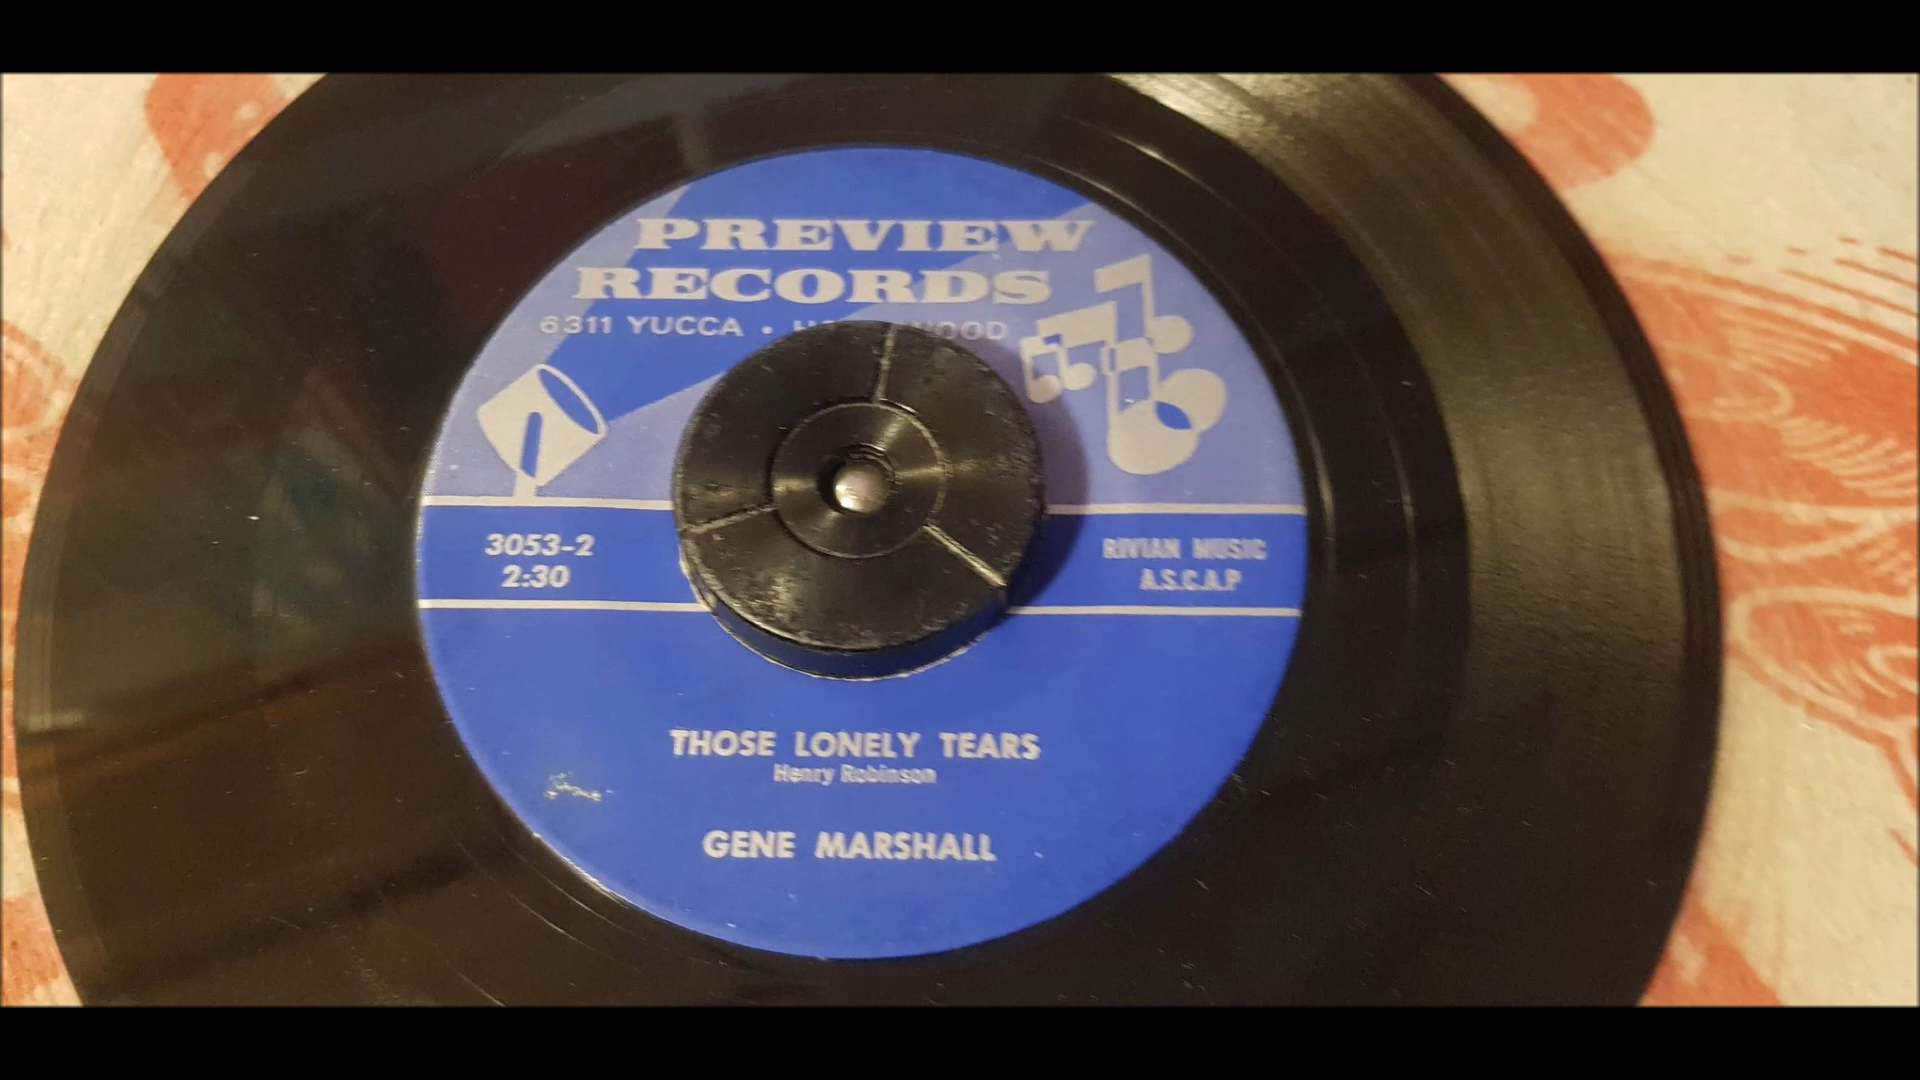 PREVIEW
RECORDS
6311 YUCCA •
3053-2
2:30
RIVIAN MUSIC
A.S.C.A.P
THOSE LONELY TEARS
Henry Robinson
GENE MARSHALL